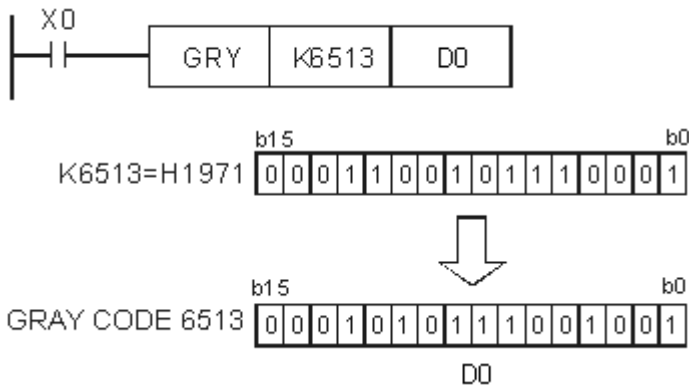 X0
GRY K6513 D0
b15 b0
K6513=H1971 0 0 0 1 1 0 0 1 0 1 1 1 0 0 0 1
b15 b0
GRAY CODE 6513 0 0 0 1 0 1 0 1 1 1 0 0 1 0 0 1
D0